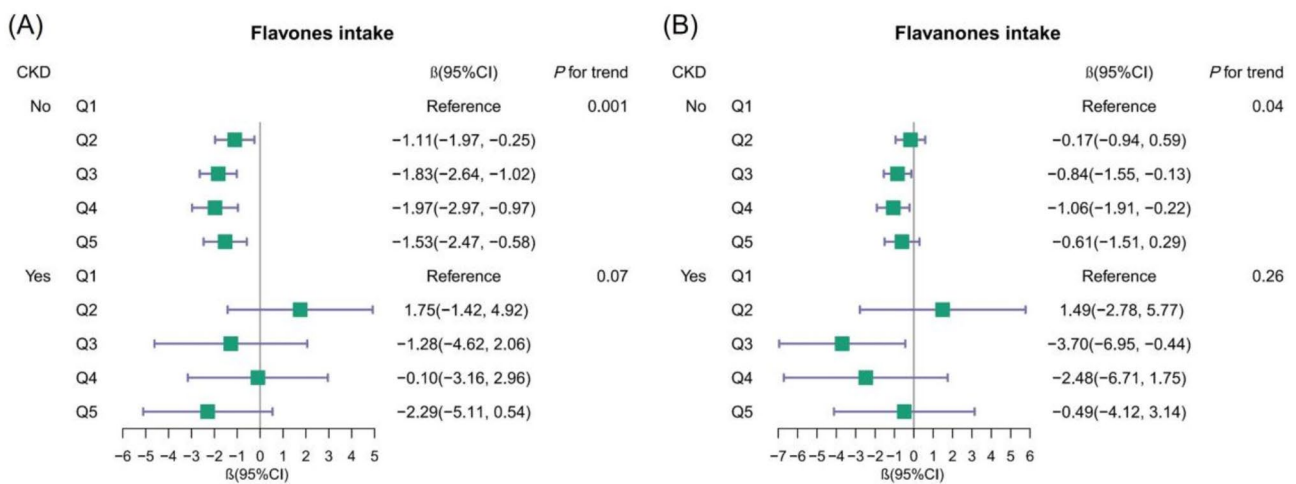 (A)
Flavones intake
CKD ß(95%CI) P for trend
No Q1 Reference 0.001
Q2 −1.11(−1.97, −0.25)
Q3 −1.83(−2.64, −1.02)
Q4 −1.97(−2.97, −0.97)
Q5 −1.53(−2.47, −0.58)
Yes Q1 Reference 0.07
Q2 1.75(−1.42, 4.92)
Q3 −1.28(−4.62, 2.06)
Q4 −0.10(−3.16, 2.96)
Q5 −2.29(−5.11, 0.54)
−6 −5 −4 −3 −2 −1 0 1 2 3 4 5
ß(95%CI)
(B)
Flavanones intake
CKD ß(95%CI) P for trend
No Q1 Reference 0.04
Q2 −0.17(−0.94, 0.59)
Q3 −0.84(−1.55, −0.13)
Q4 −1.06(−1.91, −0.22)
Q5 −0.61(−1.51, 0.29)
Yes Q1 Reference 0.26
Q2 1.49(−2.78, 5.77)
Q3 −3.70(−6.95, −0.44)
Q4 −2.48(−6.71, 1.75)
Q5 −0.49(−4.12, 3.14)
−7 −6 −5 −4 −3 −2 −1 0 1 2 3 4 5 6
ß(95%CI)